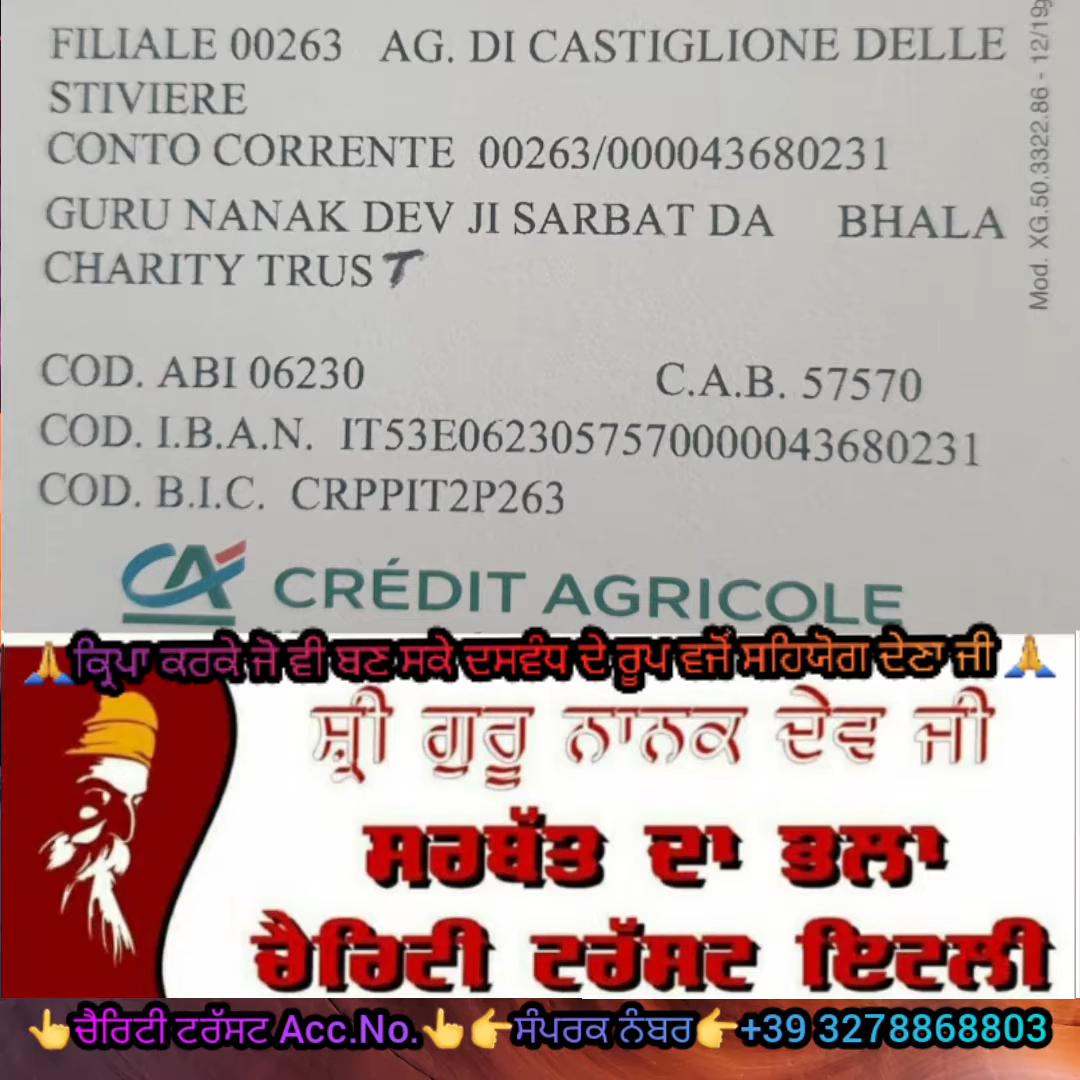 FILIALE 00263 AG. DI CASTIGLIONE DELLE
STIVIERE
CONTO CORRENTE 00263/000043680231
GURU NANAK DEV JI SARBAT DA BHALA
CHARITY TRUST
COD. ABI 06230 C.A.B. 57570
COD. I.B.A.N. IT53E0623057570000043680231
COD. B.I.C. CRPPIT2P263
Mod. XG.50.3322.86 - 12/19
CRÉDIT AGRICOLE
🙏ਕ੍ਰਿਪਾ ਕਰਕੇ ਜੋ ਵੀ ਬਣ ਸਕੇ ਦਸਵੰਧ ਦੇ ਰੂਪ ਵਜੋਂ ਸਹਿਯੋਗ ਦੇਣਾ ਜੀ 🙏
ਸ਼੍ਰੀ ਗੁਰੂ ਨਾਨਕ ਦੇਵ ਜੀ
ਸਰਬੱਤ ਦਾ ਭਲਾ
ਚੈਰਿਟੀ ਟਰੱਸਟ ਇਟਲੀ
👆ਚੈਰਿਟੀ ਟਰੱਸਟ Acc.No.👆👉ਸੰਪਰਕ ਨੰਬਰ👉+39 3278868803